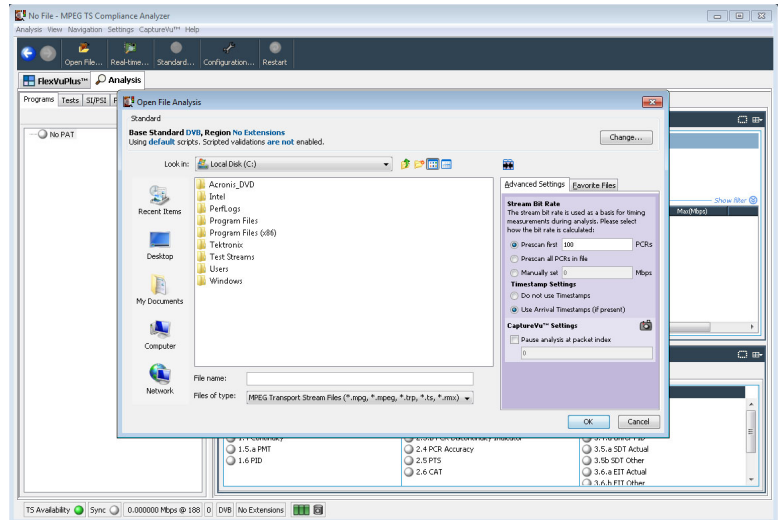 No File - MPEG TS Compliance Analyzer
Analysis View Navigation Settings CaptureVu™ Help
Open File... Real-time... Standard... Configuration... Restart
FlexVuPlus™ Analysis
Programs Tests SI/PSI
No PAT
Open File Analysis
Standard
Base Standard DVB, Region No Extensions
Using default scripts. Scripted validations are not enabled.
Change...
Look in: Local Disk (C:)
Recent Items
Desktop
My Documents
Computer
Network
Acronis_DVD
Intel
PerfLogs
Program Files
Program Files (x86)
Tektronix
Test Streams
Users
Windows
File name:
Files of type: MPEG Transport Stream Files (*.mpg, *.mpeg, *.trp, *.ts, *.rmx)
Advanced Settings Favorite Files
Stream Bit Rate
The stream bit rate is used as a basis for timing
measurements during analysis. Please select
how the bit rate is calculated:
Prescan first 100 PCRs
Prescan all PCRs in file
Manually set 0 Mbps
Timestamp Settings
Do not use Timestamps
Use Arrival Timestamps (if present)
CaptureVu™ Settings
Pause analysis at packet index
0
OK Cancel
Show filter
Max(Mbps)
1.5.a PMT
1.6 PID
2.4 PCR Accuracy
2.5 PTS
2.6 CAT
3.5.a SDT Actual
3.5b SDT Other
3.6.a EIT Actual
3.6.b EIT Other
TS Availability Sync 0.000000 Mbps @ 188 0 DVB No Extensions